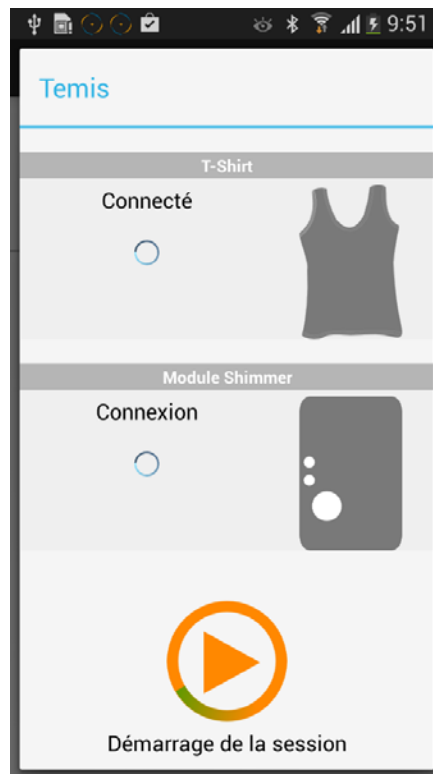 9:51
Temis
T-Shirt
Connecté
Module Shimmer
Connexion
Démarrage de la session